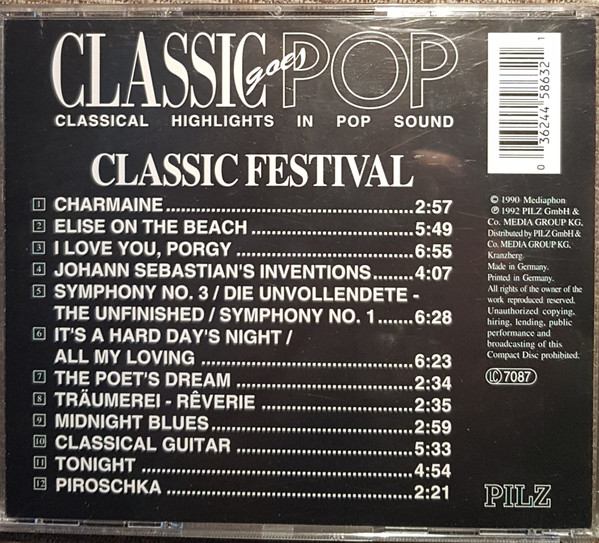 CLASSIC goes POP
CLASSICAL HIGHLIGHTS IN POP SOUND
CLASSIC FESTIVAL
1 CHARMAINE 2:57
2 ELISE ON THE BEACH 5:49
3 I LOVE YOU, PORGY 6:55
4 JOHANN SEBASTIAN'S INVENTIONS 4:07
5 SYMPHONY NO. 3 / DIE UNVOLLENDETE -
THE UNFINISHED / SYMPHONY NO. 1 6:28
6 IT'S A HARD DAY'S NIGHT /
ALL MY LOVING 6:23
7 THE POET'S DREAM 2:34
8 TRÄUMEREI - RÊVERIE 2:35
9 MIDNIGHT BLUES 2:59
10 CLASSICAL GUITAR 5:33
11 TONIGHT 4:54
12 PIROSCHKA 2:21
0 36244 58632 1
© 1990 Mediaphon
℗ 1992 PILZ GmbH &
Co. MEDIA GROUP KG.
Distributed by PILZ GmbH &
Co. MEDIA GROUP KG,
Kranzberg.
Made in Germany.
Printed in Germany.
All rights of the owner of the
work reproduced reserved.
Unauthorized copying,
hiring, lending, public
performance and
broadcasting of this
Compact Disc prohibited.
LC 7087
PILZ